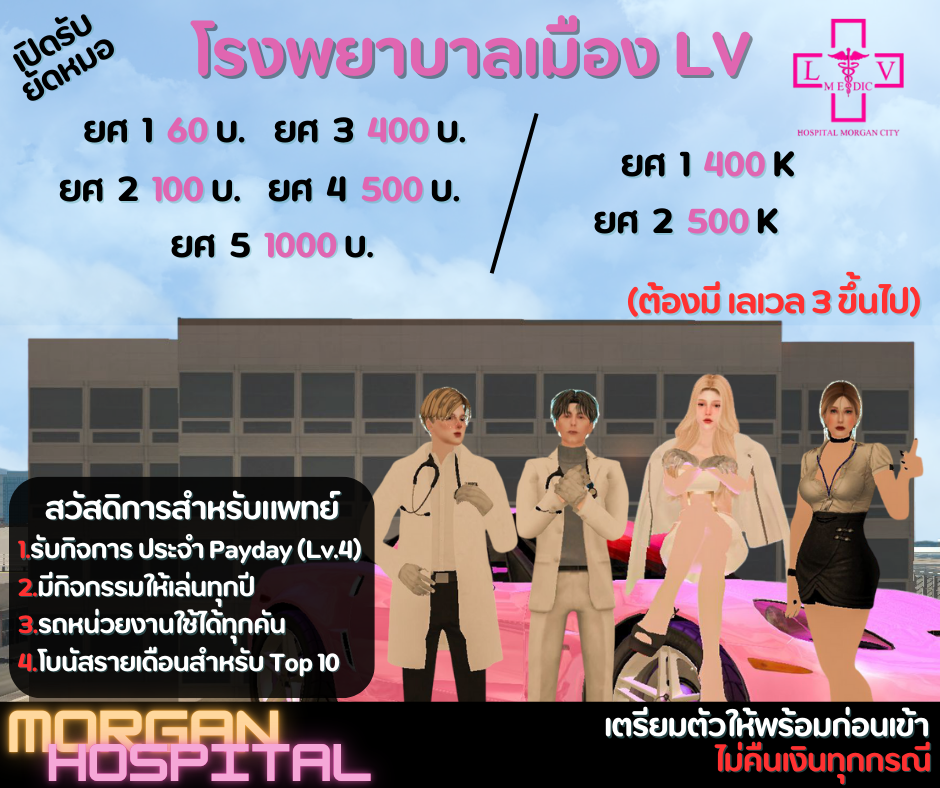 เปิดรับ
ยัดหมอ
โรงพยาบาลเมือง LV
L V
MEDIC
HOSPITAL MORGAN CITY
ยศ 1 60 บ. ยศ 3 400 บ.
ยศ 2 100 บ. ยศ 4 500 บ.
ยศ 5 1000 บ.
ยศ 1 400 K
ยศ 2 500 K
(ต้องมี เลเวล 3 ขึ้นไป)
สวัสดิการสำหรับแพทย์
1.รับกิจการ ประจำ Payday (Lv.4)
2.มีกิจกรรมให้เล่นทุกปี
3.รถหน่วยงานใช้ได้ทุกคัน
4.โบนัสรายเดือนสำหรับ Top 10
MORGAN
HOSPITAL
เตรียมตัวให้พร้อมก่อนเข้า
ไม่คืนเงินทุกกรณี